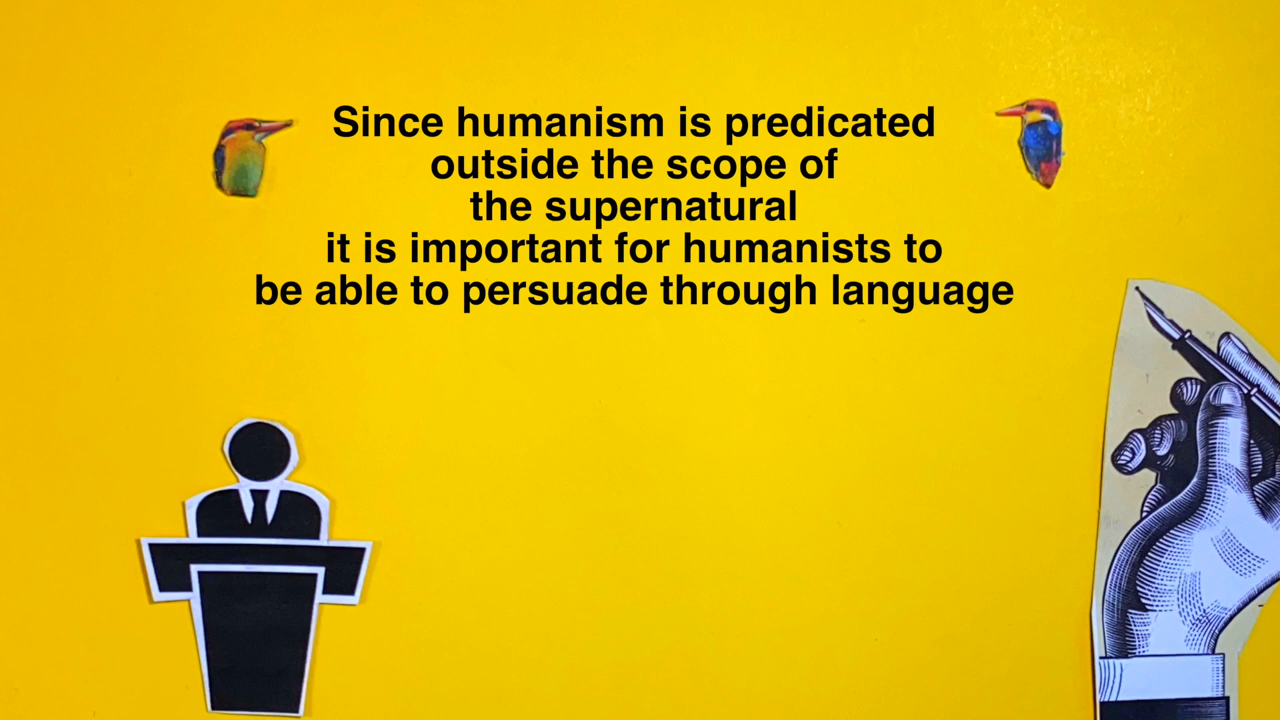 Since humanism is predicated
outside the scope of
the supernatural
it is important for humanists to
be able to persuade through language